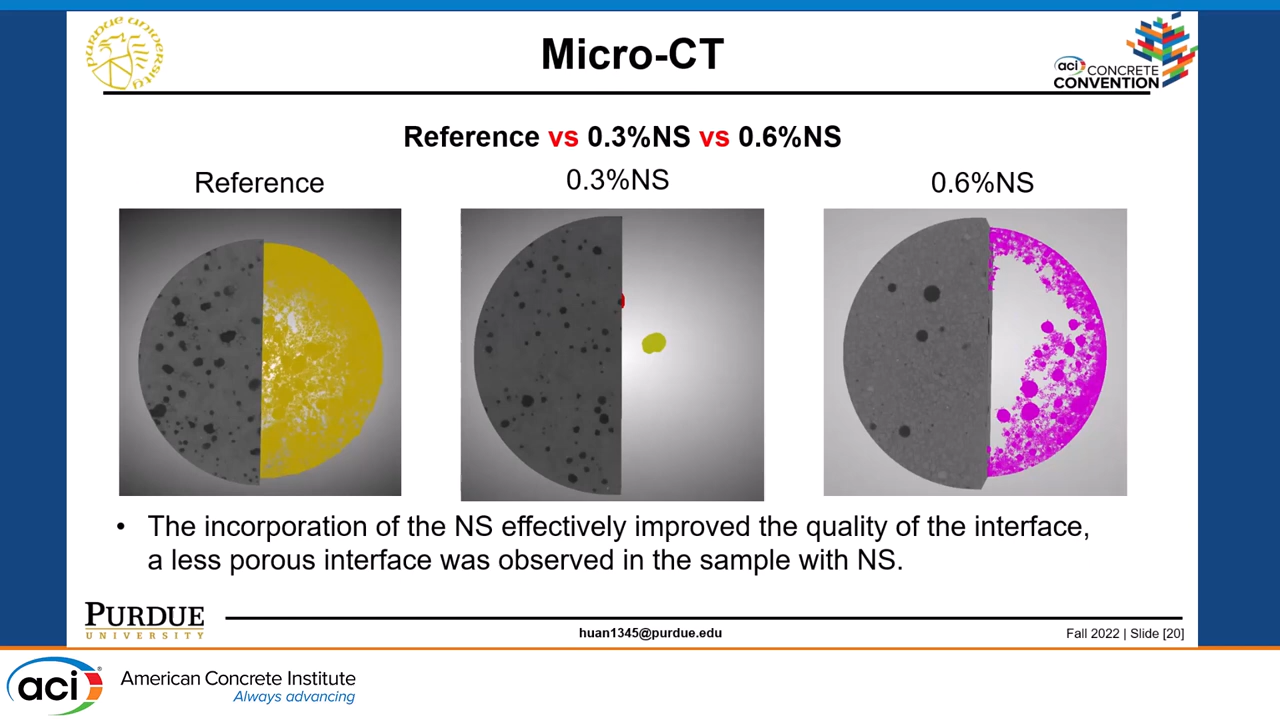 PURDUE UNIVERSITY
Micro-CT
aci CONCRETE
CONVENTION
Reference vs 0.3%NS vs 0.6%NS
Reference
0.3%NS
0.6%NS
• The incorporation of the NS effectively improved the quality of the interface,
a less porous interface was observed in the sample with NS.
PURDUE
UNIVERSITY
huan1345@purdue.edu
Fall 2022 | Slide [20]
aci®
American Concrete Institute
Always advancing